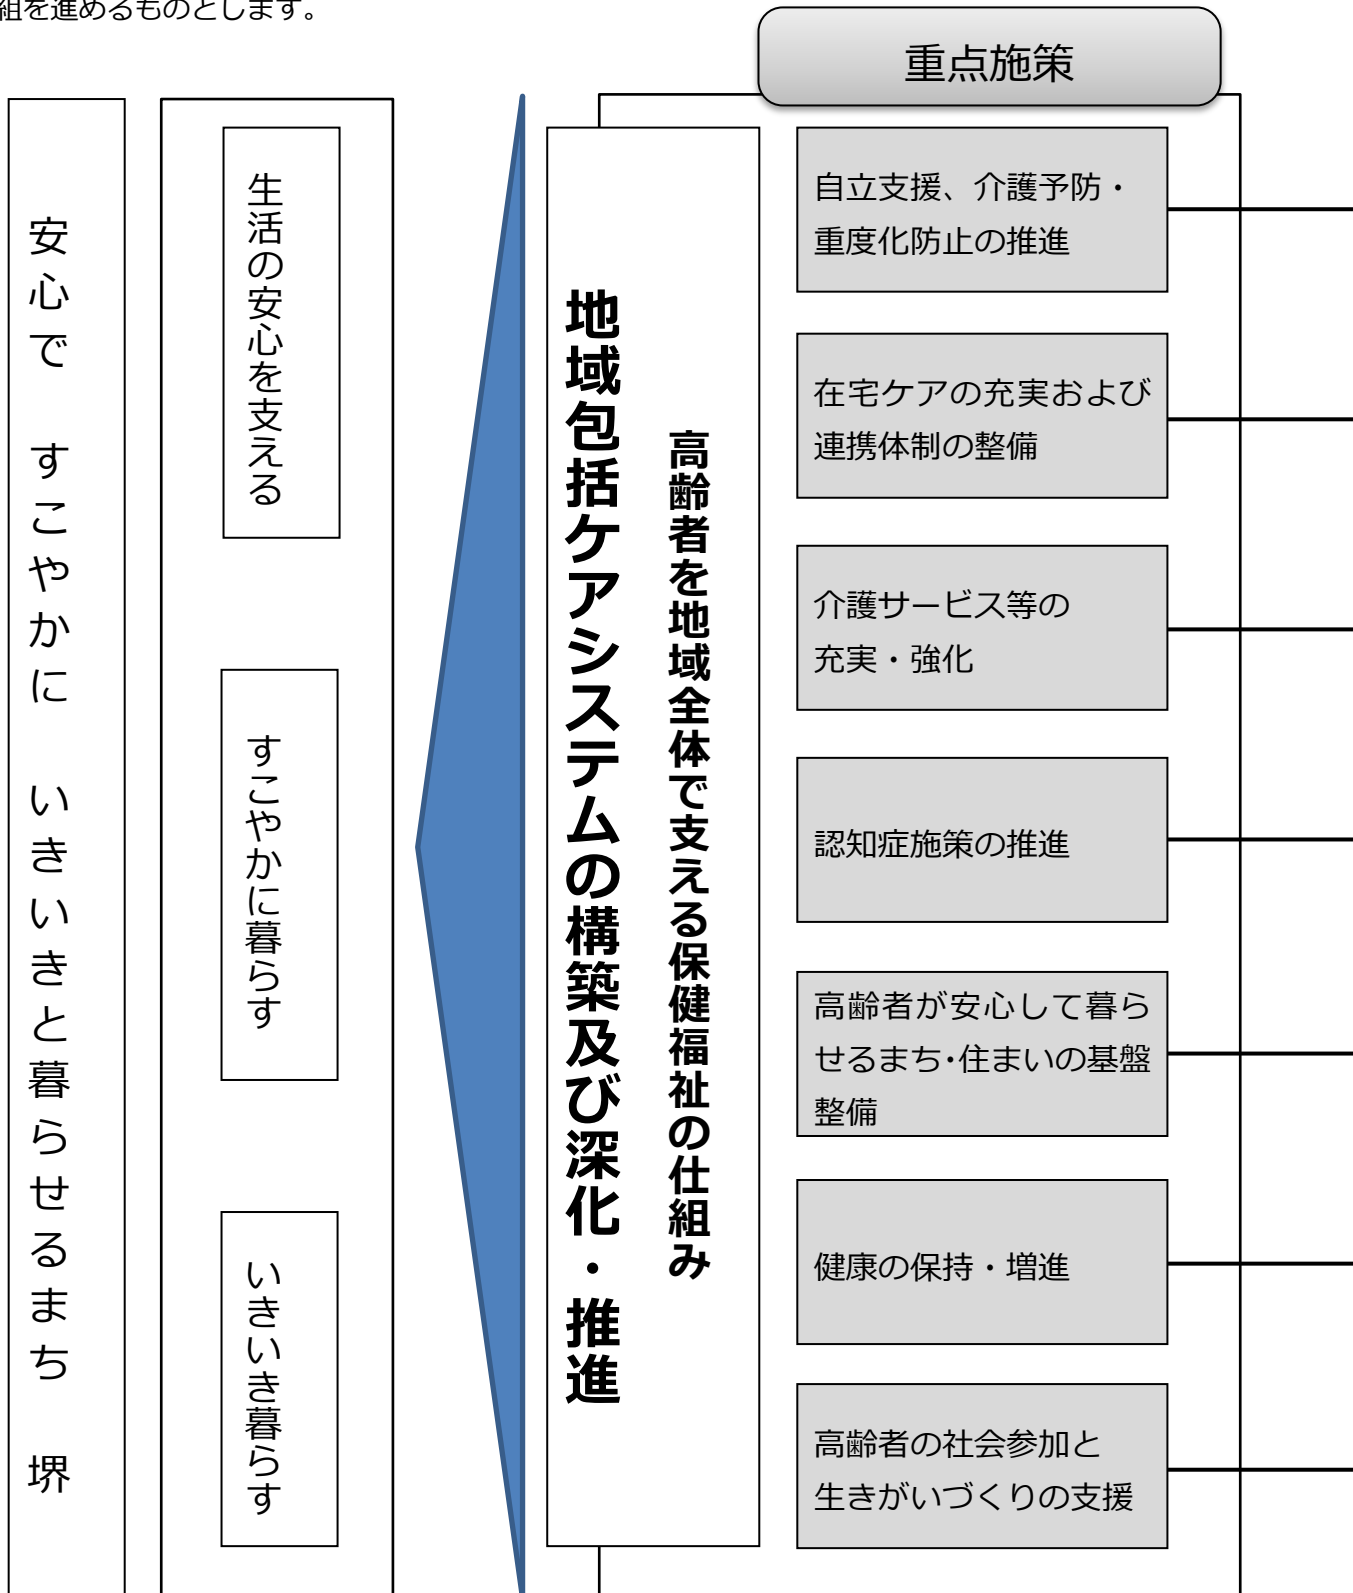 組を進めるものとします。
重点施策
安心で　すこやかに　いきいきと暮らせるまち　堺
生活の安心を支える
すこやかに暮らす
いきいき暮らす
高齢者を地域全体で支える保健福祉の仕組み
地域包括ケアシステムの構築及び深化・推進
自立支援、介護予防・
重度化防止の推進
在宅ケアの充実および
連携体制の整備
介護サービス等の
充実・強化
認知症施策の推進
高齢者が安心して暮ら
せるまち･住まいの基盤
整備
健康の保持・増進
高齢者の社会参加と
生きがいづくりの支援